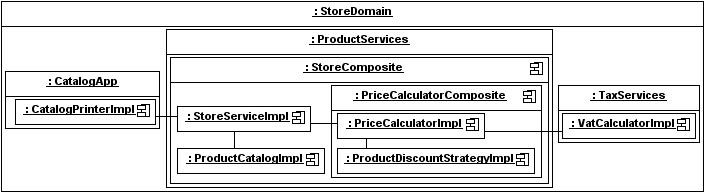 : StoreDomain
: ProductServices
: StoreComposite
: CatalogApp
: PriceCalculatorComposite
: TaxServices
: CatalogPrinterImpl
: StoreServiceImpl
: PriceCalculatorImpl
: VatCalculatorImpl
: ProductCatalogImpl
: ProductDiscountStrategyImpl